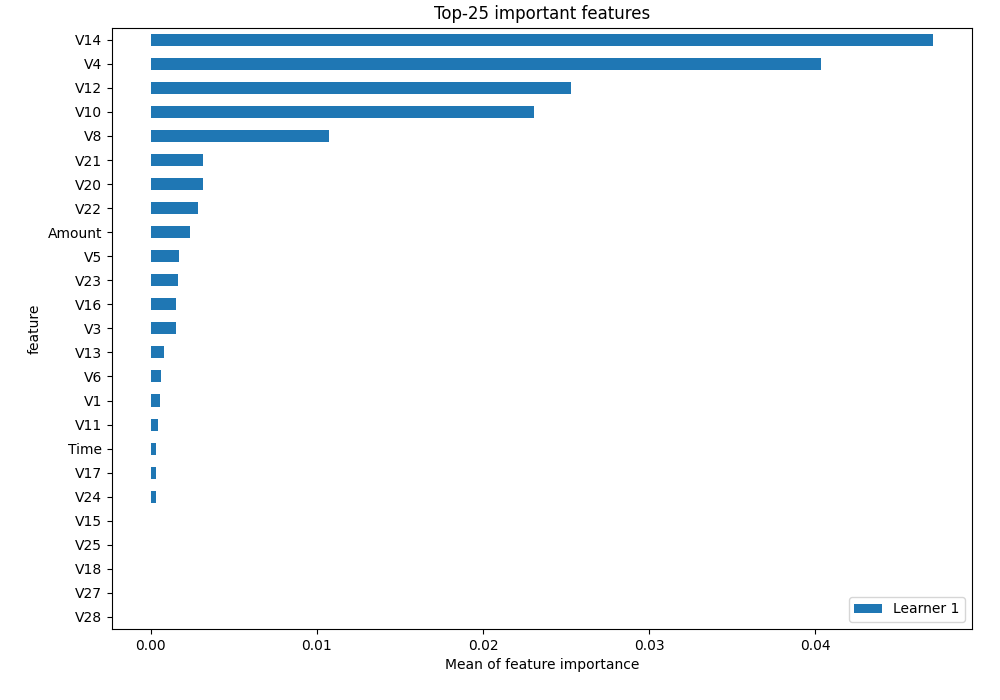 Top-25 important features
V14
V4
V12
V10
V8
V21
V20
V22
Amount
V5
V23
V16
V3
V13
V6
V1
V11
Time
V17
V24
V15
V25
V18
V27
V28
feature
Learner 1
0.00 0.01 0.02 0.03 0.04
Mean of feature importance